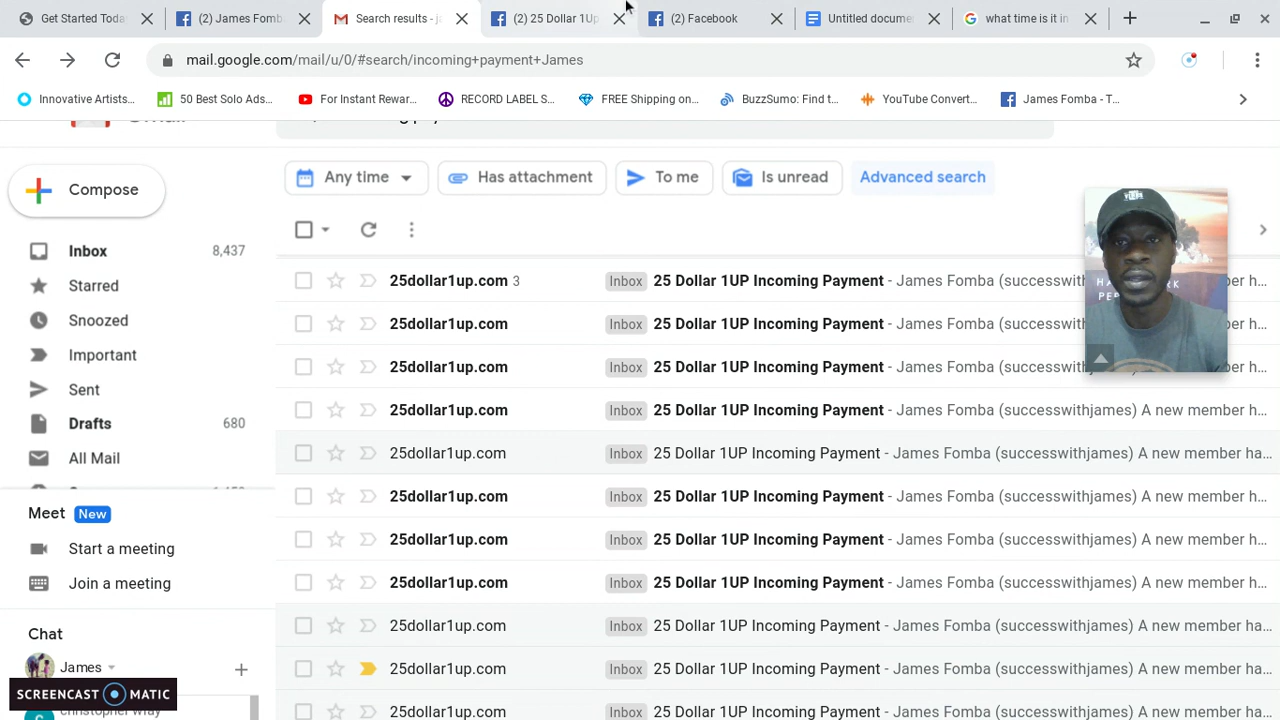 Get Started Toda
(2) James Fomb
Search results - ja
(2) 25 Dollar 1Up
(2) Facebook
Untitled docume
what time is it in
mail.google.com/mail/u/0/#search/incoming+payment+James
Innovative Artists...
50 Best Solo Ads...
For Instant Rewar...
RECORD LABEL S...
FREE Shipping on...
BuzzSumo: Find t...
YouTube Convert...
James Fomba - T...
Compose
Any time
Has attachment
To me
Is unread
Advanced search
Inbox 8,437
Starred
Snoozed
Important
Sent
Drafts 680
All Mail
Meet New
Start a meeting
Join a meeting
Chat
James
SCREENCAST MATIC
25dollar1up.com 3 Inbox 25 Dollar 1UP Incoming Payment - James Fomba (successwith
25dollar1up.com Inbox 25 Dollar 1UP Incoming Payment - James Fomba (successwith
25dollar1up.com Inbox 25 Dollar 1UP Incoming Payment - James Fomba (successwith
25dollar1up.com Inbox 25 Dollar 1UP Incoming Payment - James Fomba (successwithjames) A new member h...
25dollar1up.com Inbox 25 Dollar 1UP Incoming Payment - James Fomba (successwithjames) A new member ha...
25dollar1up.com Inbox 25 Dollar 1UP Incoming Payment - James Fomba (successwithjames) A new member h...
25dollar1up.com Inbox 25 Dollar 1UP Incoming Payment - James Fomba (successwithjames) A new member h...
25dollar1up.com Inbox 25 Dollar 1UP Incoming Payment - James Fomba (successwithjames) A new member h...
25dollar1up.com Inbox 25 Dollar 1UP Incoming Payment - James Fomba (successwithjames) A new member ha...
25dollar1up.com Inbox 25 Dollar 1UP Incoming Payment - James Fomba (successwithjames) A new member ha...
25dollar1up.com Inbox 25 Dollar 1UP Incoming Payment - James Fomba (successwithjames) A new member ha...